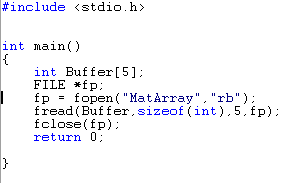 #include <stdio.h>
int main()
{
int Buffer[5];
FILE *fp;
fp = fopen("MatArray","rb");
fread(Buffer,sizeof(int),5,fp);
fclose(fp);
return 0;
}